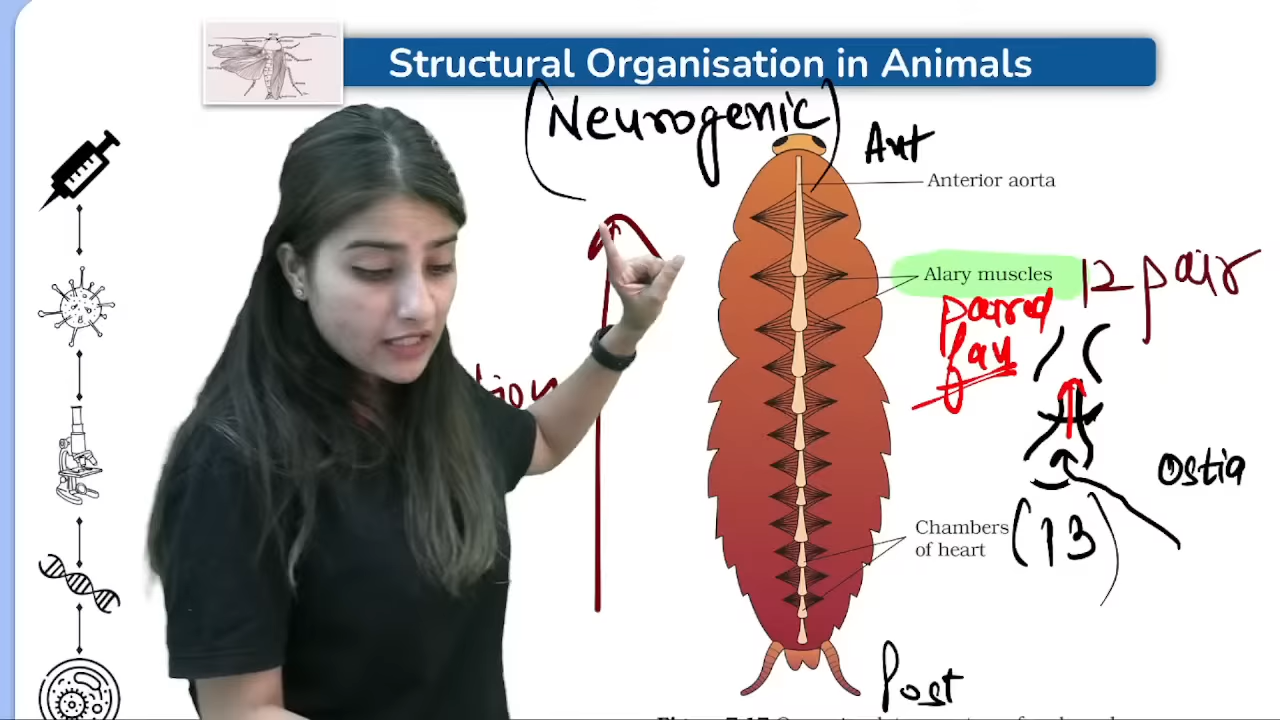 Structural Organisation in Animals
(Neurogenic)
Ant
Anterior aorta
Alary muscles
12 pair
paired
Ostia
Chambers
of heart
(13)
Post